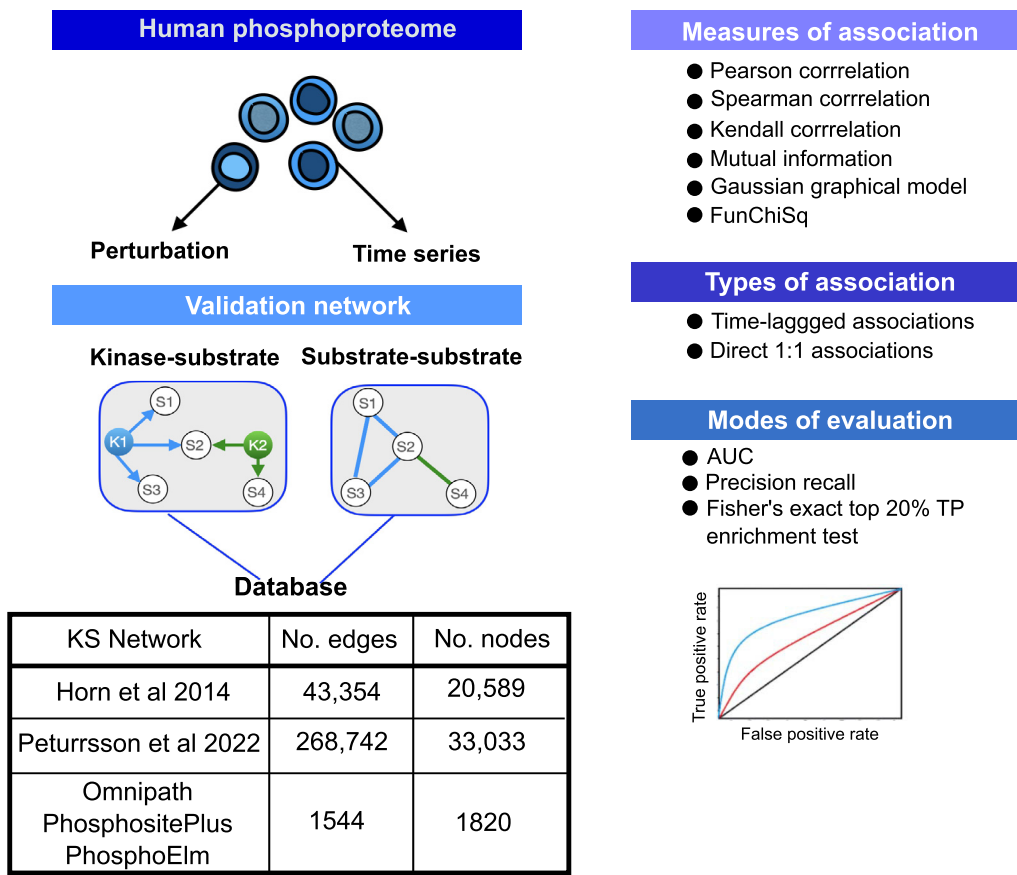 Human phosphoproteome
Perturbation
Time series
Validation network
Kinase-substrate
Substrate-substrate
S1
K1
S2
K2
S3
S4
S1
S2
S3
S4
Database
KS Network No. edges No. nodes
Horn et al 2014 43,354 20,589
Peturrsson et al 2022 268,742 33,033
Omnipath
PhosphositePlus 1544 1820
PhosphoElm
Measures of association
● Pearson corrrelation
● Spearman corrrelation
● Kendall corrrelation
● Mutual information
● Gaussian graphical model
● FunChiSq
Types of association
● Time-laggged associations
● Direct 1:1 associations
Modes of evaluation
● AUC
● Precision recall
● Fisher's exact top 20% TP
enrichment test
True positive rate
False positive rate